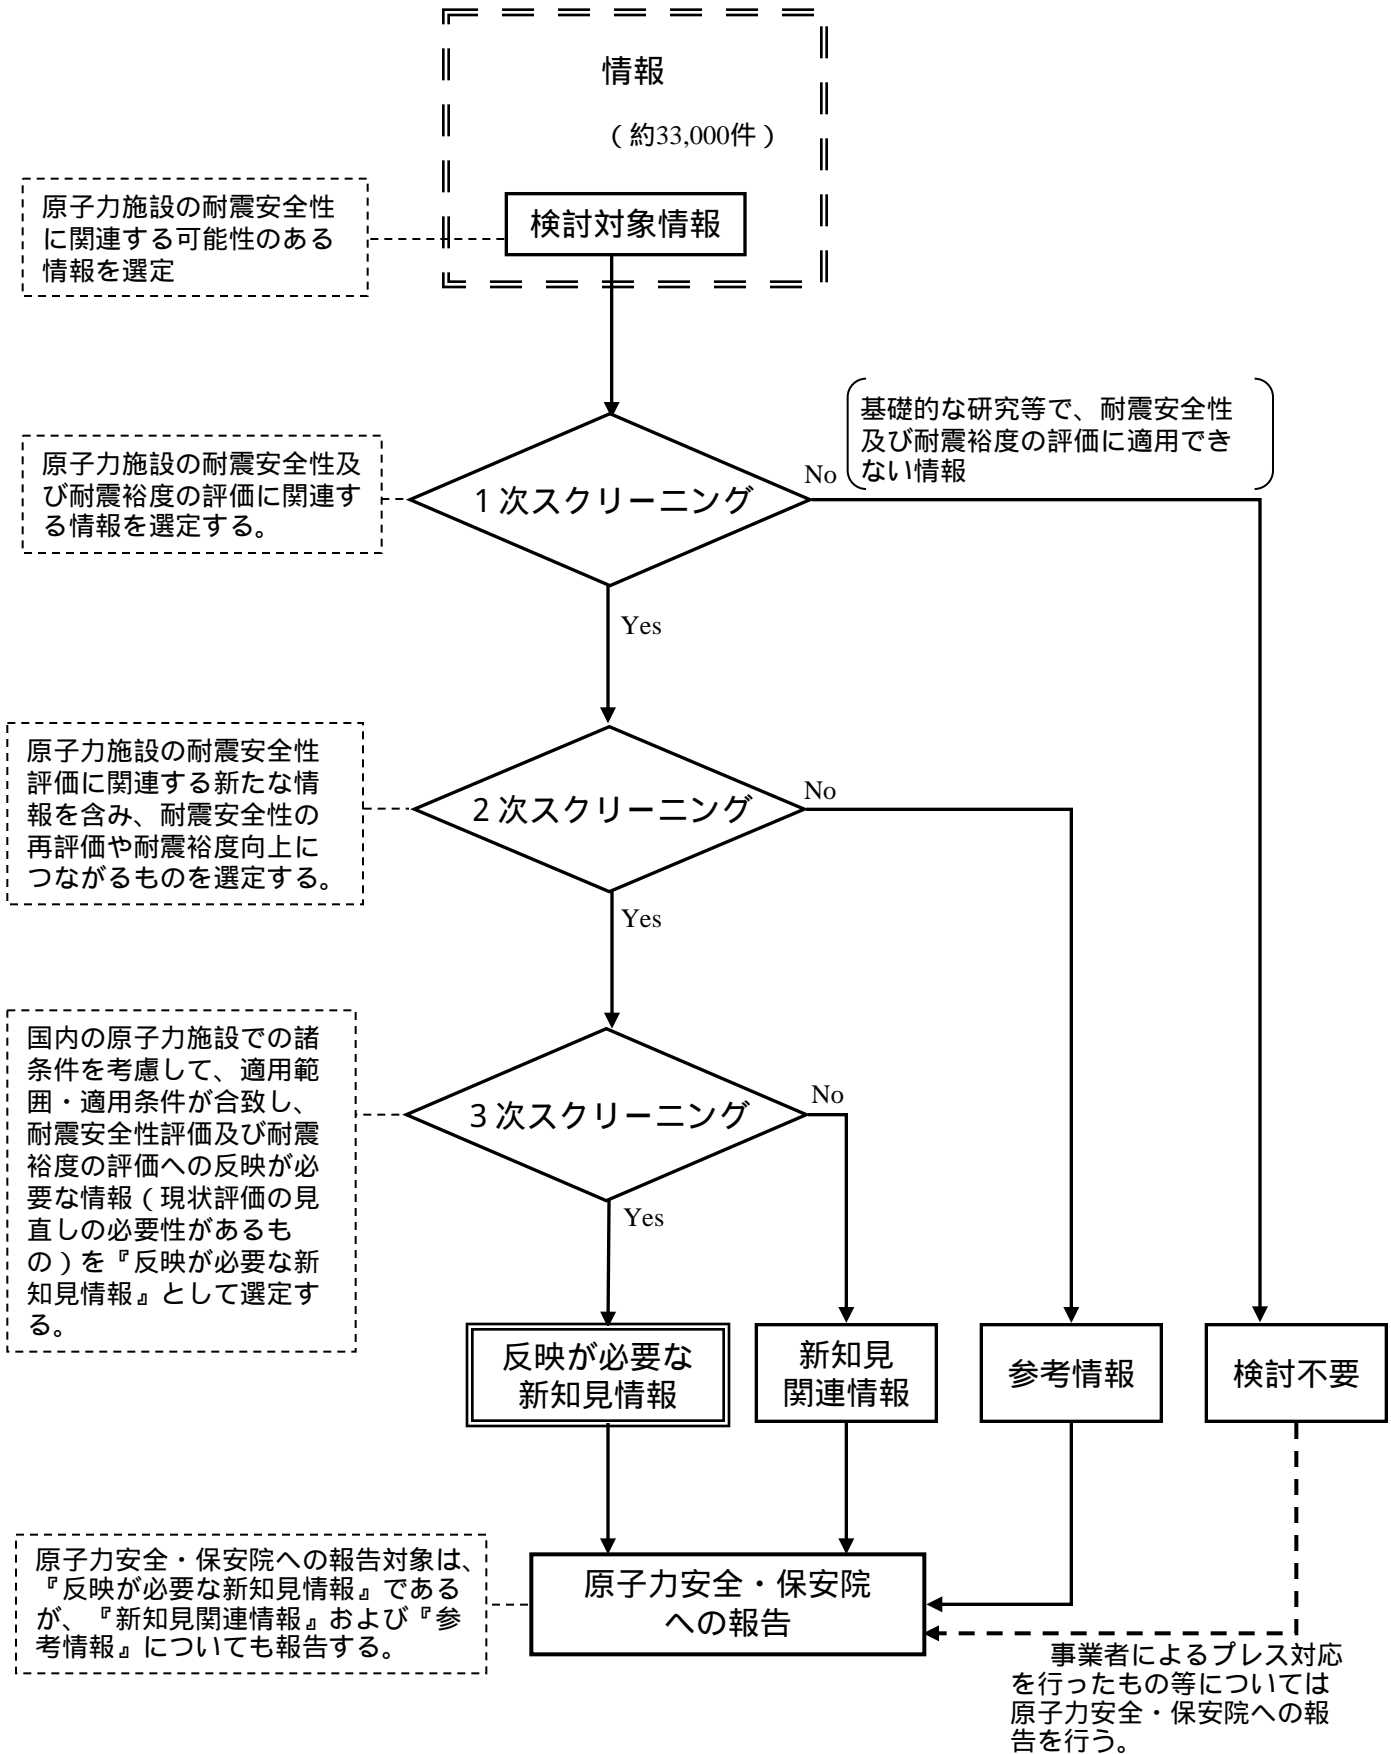 情報
（約33,000件）
原子力施設の耐震安全性
に関連する可能性のある
情報を選定
検討対象情報
基礎的な研究等で、耐震安全性
及び耐震裕度の評価に適用でき
ない情報
原子力施設の耐震安全性及
び耐震裕度の評価に関連す
る情報を選定する。
1次スクリーニング
No
Yes
原子力施設の耐震安全性
評価に関連する新たな情
報を含み、耐震安全性の
再評価や耐震裕度向上に
つながるものを選定する。
2次スクリーニング
No
Yes
国内の原子力施設での諸
条件を考慮して、適用範
囲・適用条件が合致し、
耐震安全性評価及び耐震
裕度の評価への反映が必
要な情報（現状評価の見
直しの必要性があるも
の）を『反映が必要な新
知見情報』として選定す
る。
3次スクリーニング
No
Yes
反映が必要な
新知見情報
新知見
関連情報
参考情報
検討不要
原子力安全・保安院への報告対象は、
『反映が必要な新知見情報』である
が、『新知見関連情報』および『参
考情報』についても報告する。
原子力安全・保安院
への報告
事業者によるプレス対応
を行ったもの等については
原子力安全・保安院への報
告を行う。